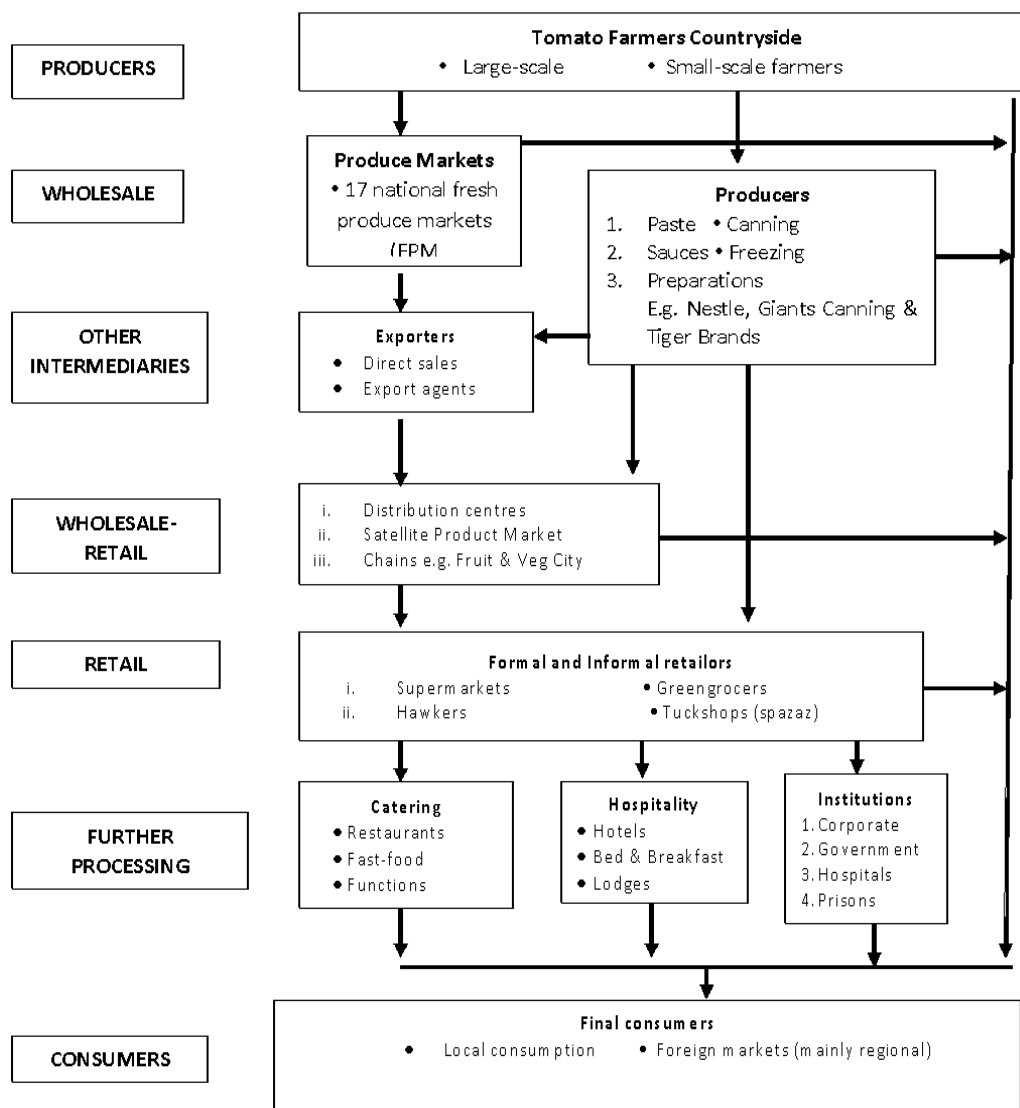 PRODUCERS
Tomato Farmers Countryside
• Large-scale • Small-scale farmers
WHOLESALE
Produce Markets
• 17 national fresh
produce markets
(FPM
Producers
1. Paste • Canning
2. Sauces • Freezing
3. Preparations
E.g. Nestle, Giants Canning &
Tiger Brands
OTHER
INTERMEDIARIES
Exporters
• Direct sales
• Export agents
WHOLESALE-
RETAIL
i. Distribution centres
ii. Satellite Product Market
iii. Chains e.g. Fruit & Veg City
RETAIL
Formal and Informal retailors
i. Supermarkets • Greengrocers
ii. Hawkers • Tuckshops (spazaz)
FURTHER
PROCESSING
Catering
• Restaurants
• Fast-food
• Functions
Hospitality
• Hotels
• Bed & Breakfast
• Lodges
Institutions
1. Corporate
2. Government
3. Hospitals
4. Prisons
CONSUMERS
Final consumers
• Local consumption • Foreign markets (mainly regional)